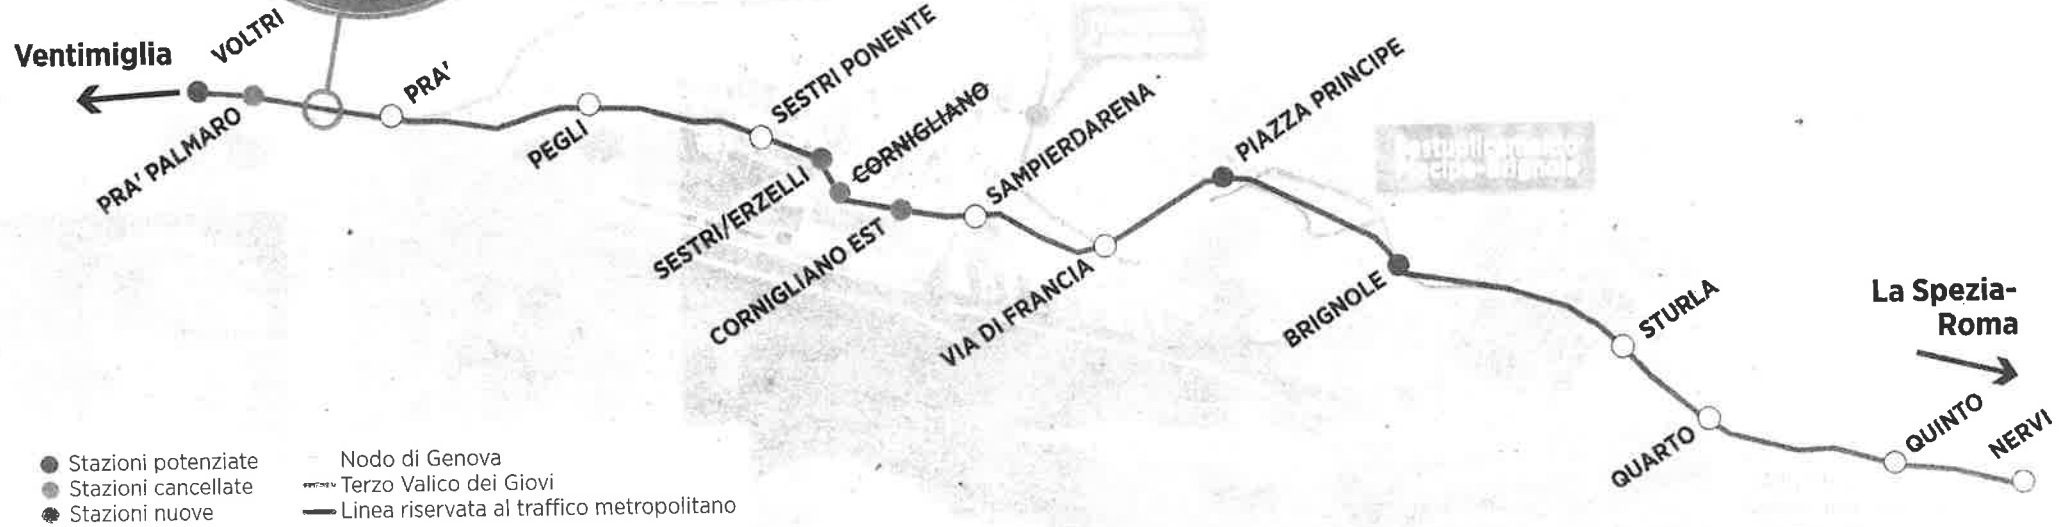 Ventimiglia
VOLTRI
PRA' PALMARO
PRA'
PEGLI
SESTRI PONENTE
SESTRI/ERZELLI
CORNIGLIANO
CORNIGLIANO EST
SAMPIERDARENA
VIA DI FRANCIA
PIAZZA PRINCIPE
BRIGNOLE
STURLA
QUARTO
QUINTO
NERVI
La Spezia-
Roma
Stazioni potenziate
Stazioni cancellate
Stazioni nuove
Nodo di Genova
Terzo Valico dei Giovi
Linea riservata al traffico metropolitano